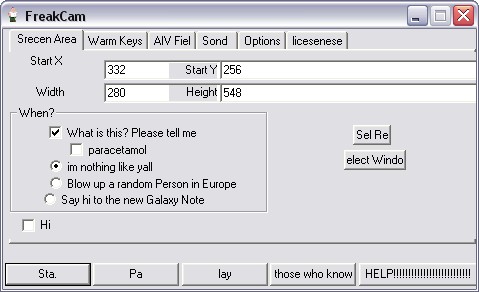 FreakCam
Srecen Area Warm Keys AIV Fiel Sond Options licesenese
Start X 332 Start Y 256
Width 280 Height 548
When?
What is this? Please tell me
paracetamol
Sel Re
im nothing like yall
elect Windo
Blow up a random Person in Europe
Say hi to the new Galaxy Note
Hi
Sta. Pa lay those who know HELP!!!!!!!!!!!!!!!!!!!!!!!!!!